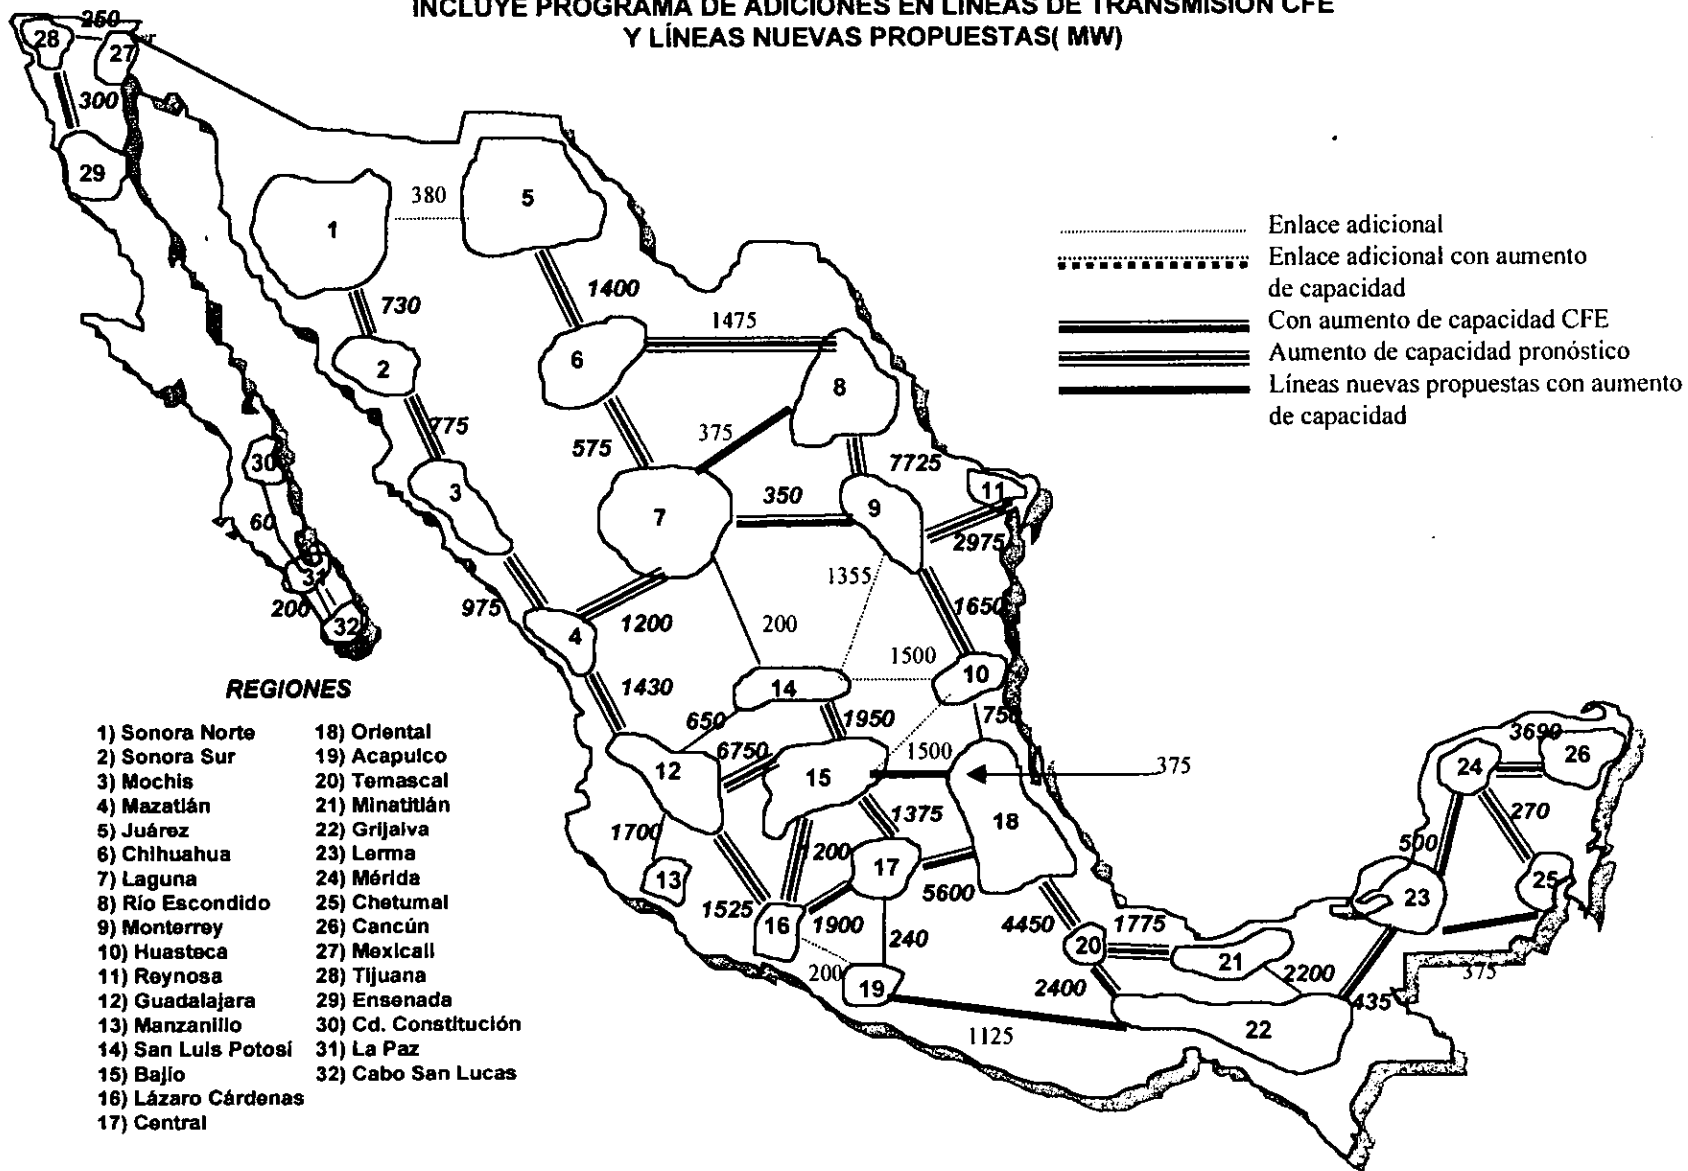 INCLUYE PROGRAMA DE ADICIONES EN LÍNEAS DE TRANSMISIÓN CFE
Y LÍNEAS NUEVAS PROPUESTAS( MW)
250
28
27
300
29
1
380
5
Enlace adicional
Enlace adicional con aumento
de capacidad
Con aumento de capacidad CFE
Aumento de capacidad pronóstico
Líneas nuevas propuestas con aumento
de capacidad
730
1400
1475
2
6
8
775
575
375
7725
30
3
7
350
9
11
60
2975
1355
31
200
32
975
4
1200
200
1650
1500
10
14
1430
650
1950
750
6750
1500
375
12
15
1375
18
1700
200
17
13
5600
1525
16
1900
240
4450
1775
20
21
2200
200
19
2400
1125
22
435
3690
24
26
270
500
23
25
375
REGIONES
1) Sonora Norte
2) Sonora Sur
3) Mochis
4) Mazatlán
5) Juárez
6) Chihuahua
7) Laguna
8) Río Escondido
9) Monterrey
10) Huasteca
11) Reynosa
12) Guadalajara
13) Manzanillo
14) San Luis Potosí
15) Bajío
16) Lázaro Cárdenas
17) Central
18) Oriental
19) Acapulco
20) Temascal
21) Minatitlán
22) Grijalva
23) Lerma
24) Mérida
25) Chetumal
26) Cancún
27) Mexicali
28) Tijuana
29) Ensenada
30) Cd. Constitución
31) La Paz
32) Cabo San Lucas